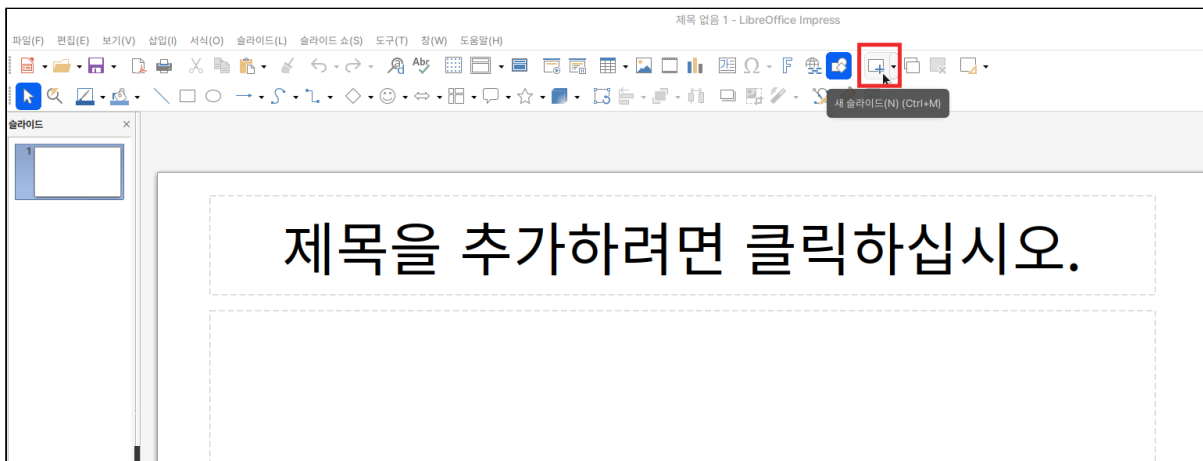 제목 없음 1 - LibreOffice Impress
파일(F) 편집(E) 보기(V) 삽입(I) 서식(O) 슬라이드(L) 슬라이드 쇼(S) 도구(T) 창(W) 도움말(H)
새 슬라이드(N) (Ctrl+M)
슬라이드
1
제목을 추가하려면 클릭하십시오.